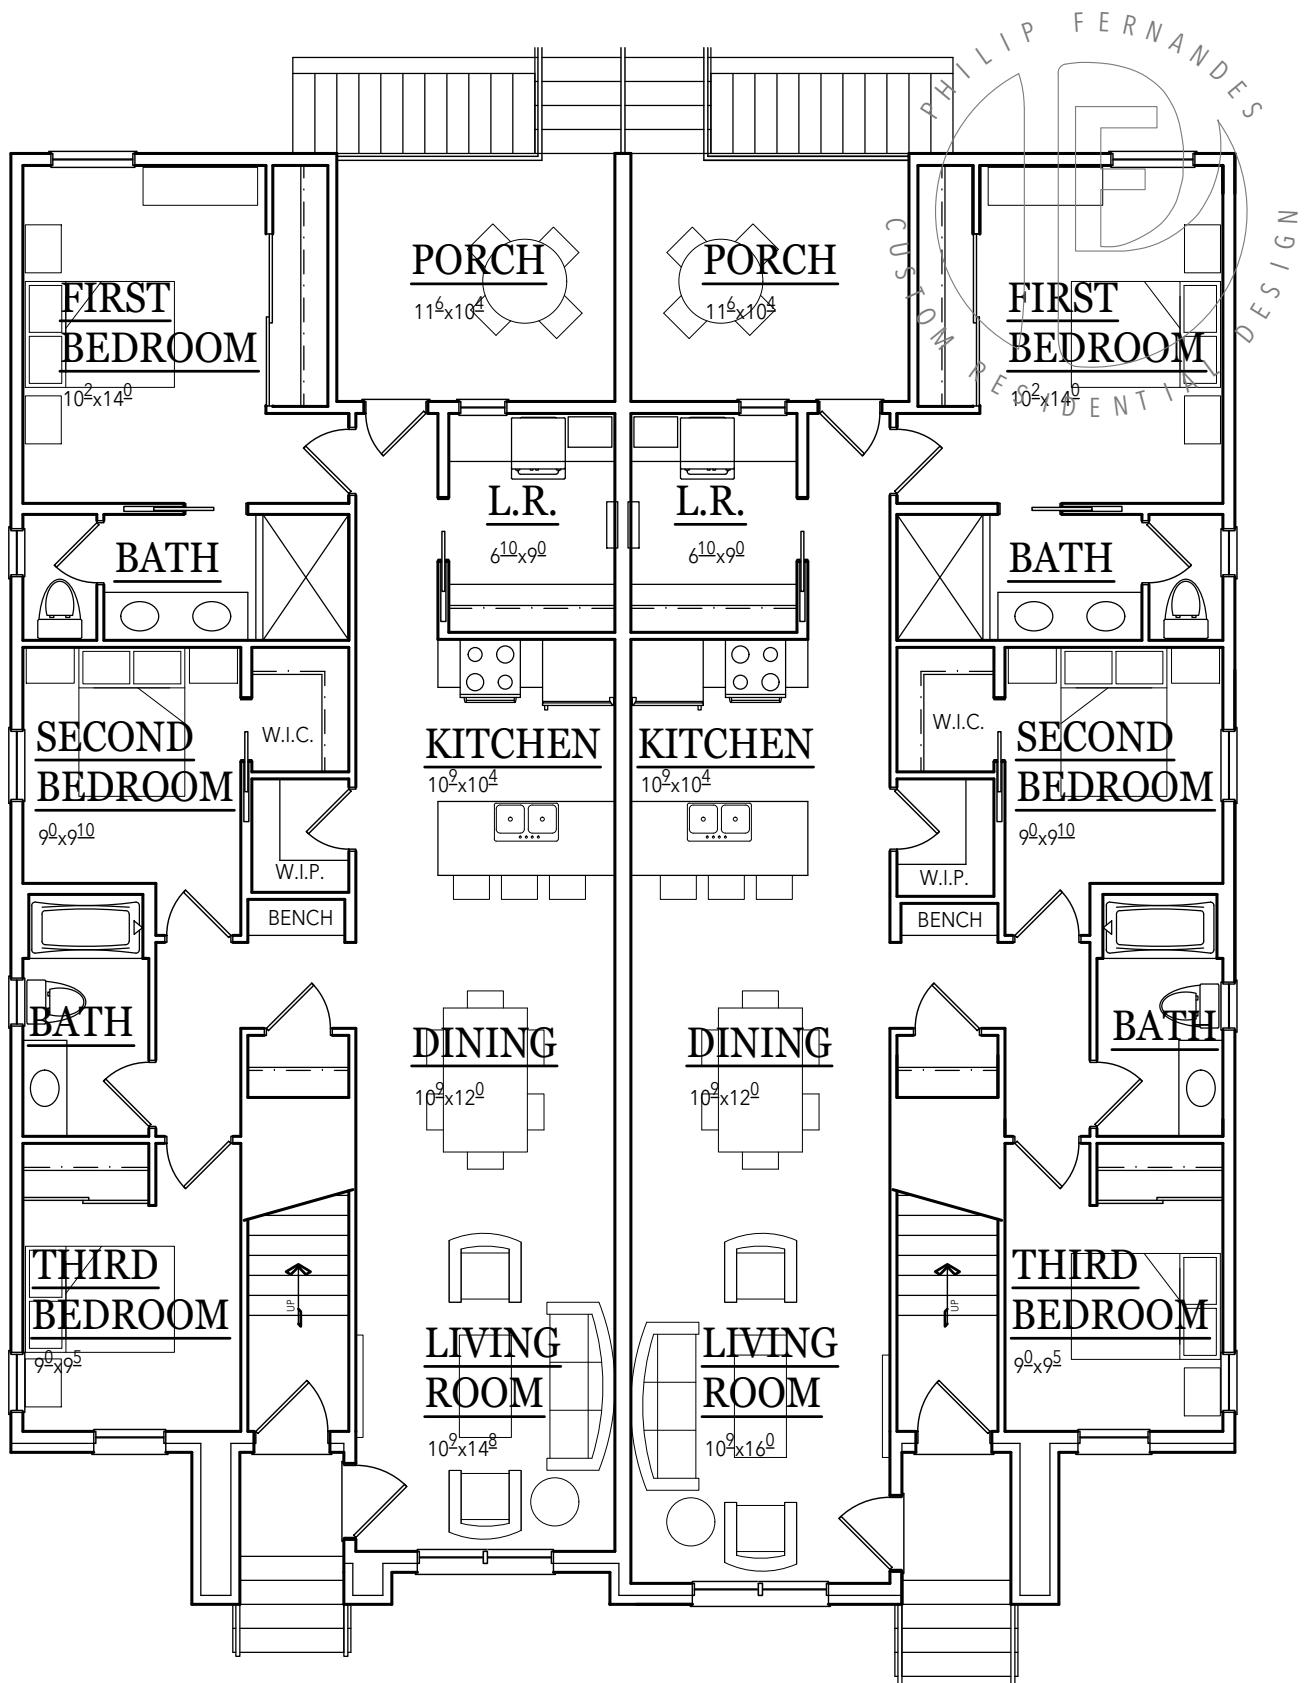 PHILIP FERNANDES
CUSTOM RESIDENTIAL DESIGN
PORCH
11⁶x10⁴
PORCH
11⁶x10⁴
FIRST
BEDROOM
10²x14⁰
FIRST
BEDROOM
10²x14⁰
L.R.
6¹⁰x9⁰
L.R.
6¹⁰x9⁰
BATH
BATH
SECOND
BEDROOM
9⁰x9¹⁰
W.I.C.
KITCHEN
10⁹x10⁴
KITCHEN
10⁹x10⁴
W.I.C.
SECOND
BEDROOM
9⁰x9¹⁰
W.I.P.
W.I.P.
BENCH
BENCH
BATH
DINING
10⁹x12⁰
DINING
10⁹x12⁰
BATH
THIRD
BEDROOM
9⁰x9⁵
UP
LIVING
ROOM
10⁹x14⁸
LIVING
ROOM
10⁹x16⁰
UP
THIRD
BEDROOM
9⁰x9⁵